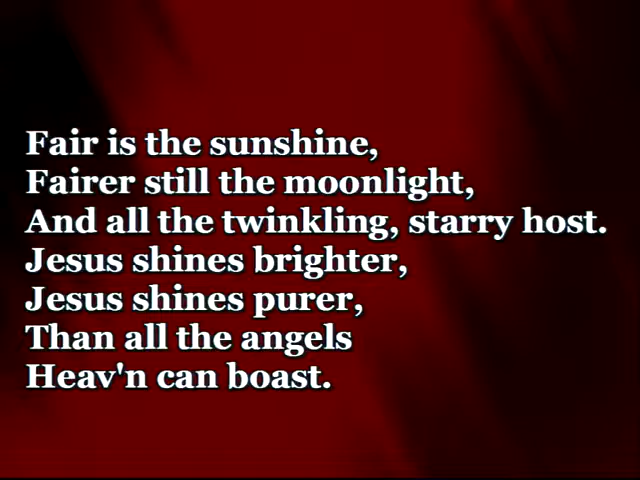 Fair is the sunshine,
Fairer still the moonlight,
And all the twinkling, starry host.
Jesus shines brighter,
Jesus shines purer,
Than all the angels
Heav'n can boast.